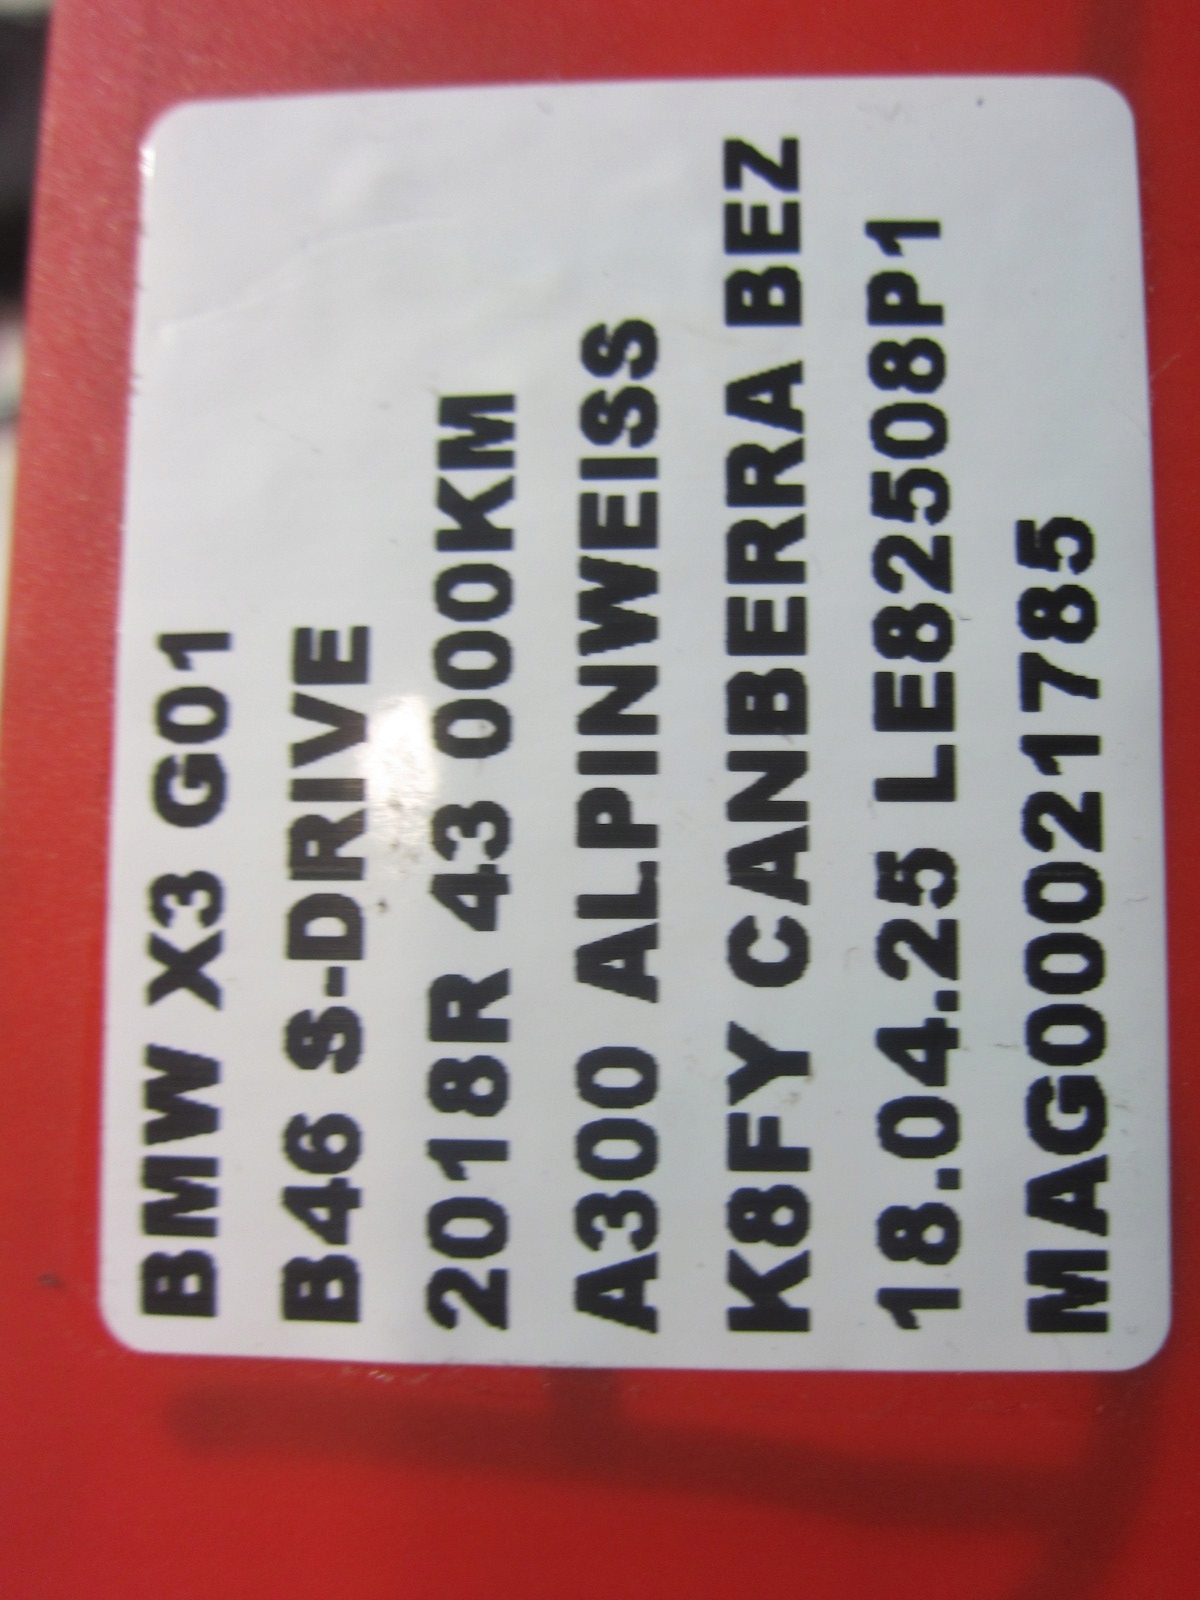 BMW X3 G01
B46 S-DRIVE
2018R 43 000KM
A300 ALPINWEISS
K8FY CANBERRA BEZ
18.04.25 LE82508P1
MAG00021785